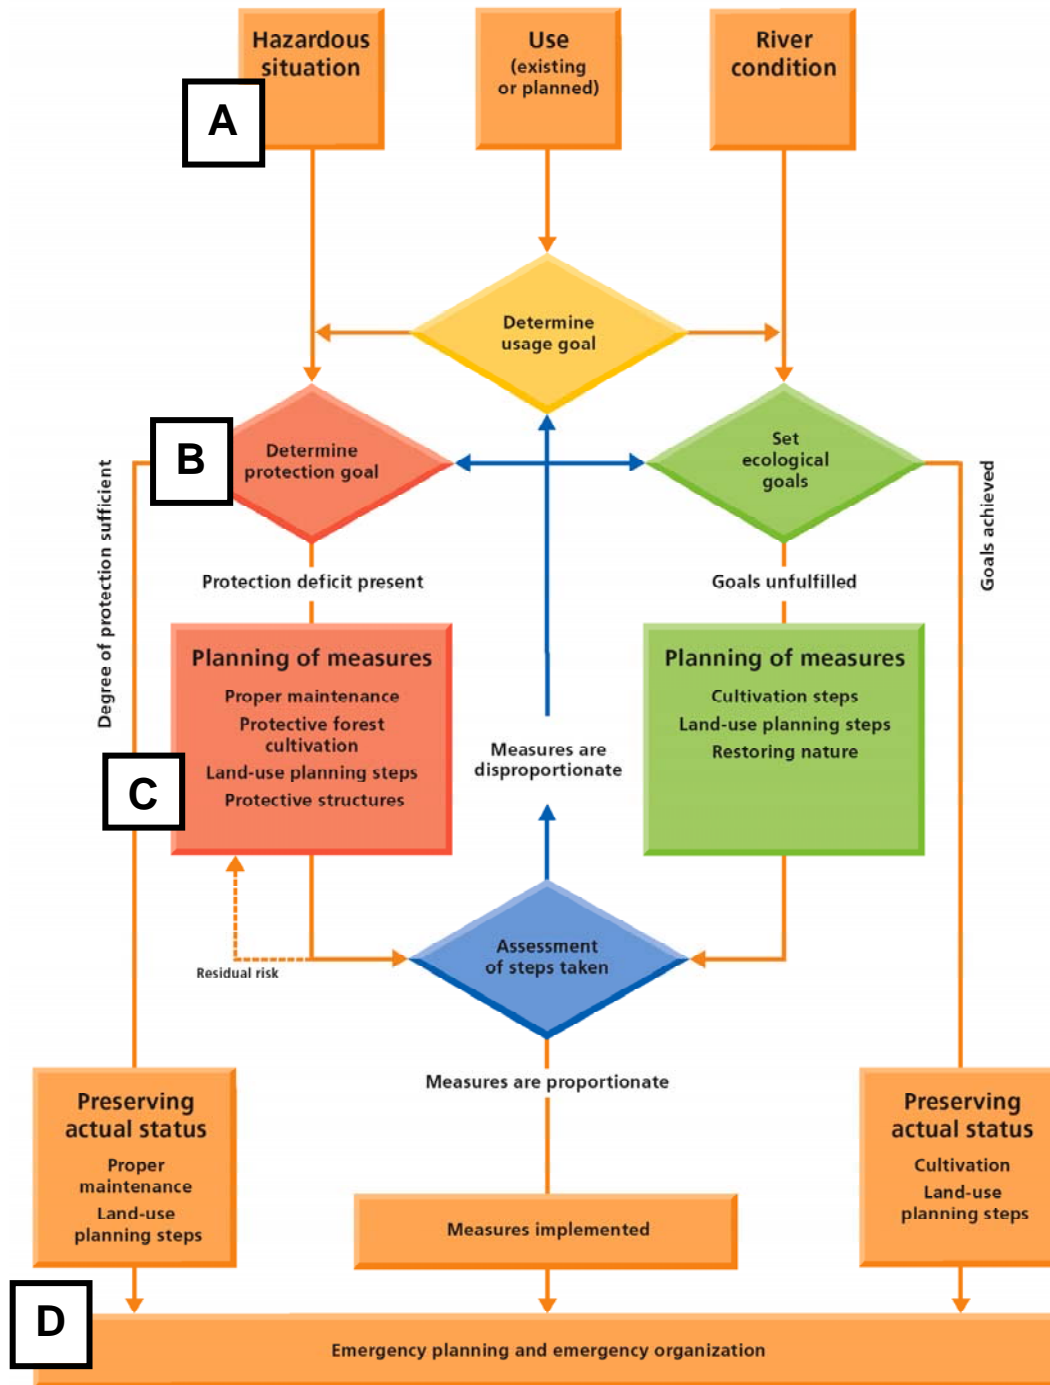 Hazardous
situation
A
Use
(existing
or planned)
River
condition
Determine
usage goal
B
Determine
protection goal
Set
ecological
goals
Degree of protection sufficient
Goals achieved
Protection deficit present
Goals unfulfilled
Planning of measures
Proper maintenance
Protective forest
cultivation
Land-use planning steps
Protective structures
C
Planning of measures
Cultivation steps
Land-use planning steps
Restoring nature
Measures are
disproportionate
Residual risk
Assessment
of steps taken
Measures are proportionate
Preserving
actual status
Proper
maintenance
Land-use
planning steps
Measures implemented
Preserving
actual status
Cultivation
Land-use
planning steps
D
Emergency planning and emergency organization